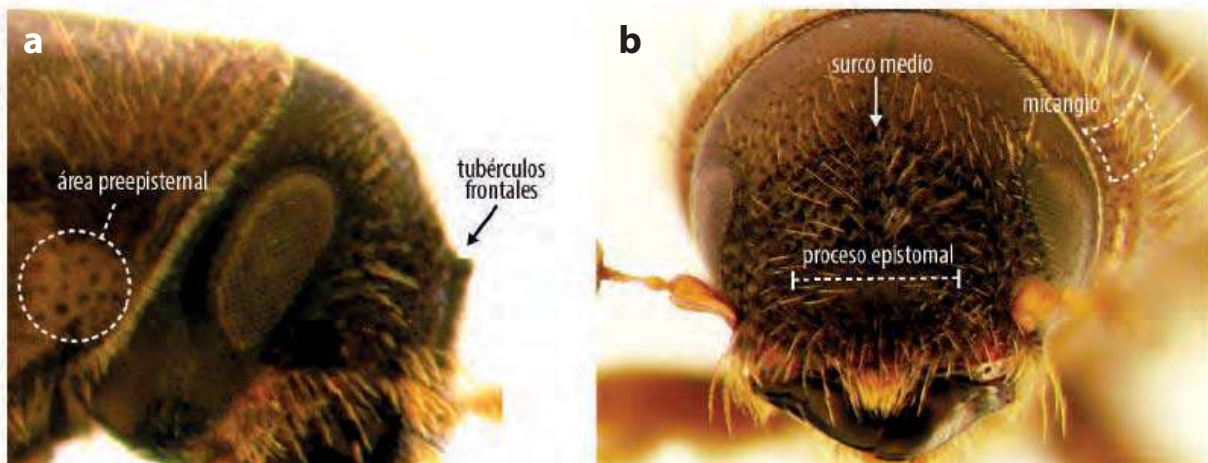 a
área preepisternal
tubérculos
frontales
b
surco medio
micangio
proceso epistomal